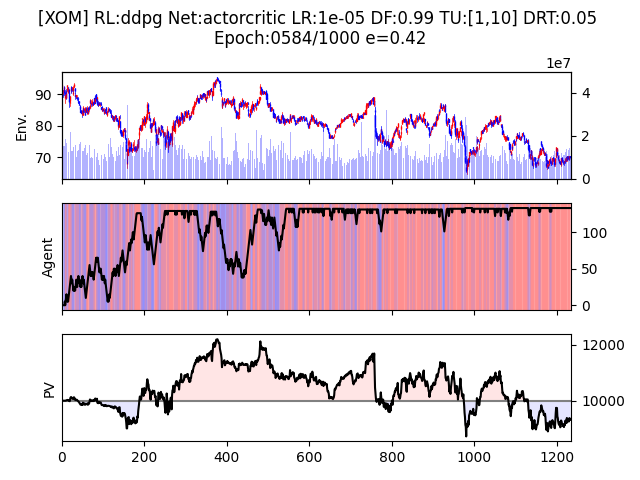 [XOM] RL:ddpg Net:actorcritic LR:1e-05 DF:0.99 TU:[1,10] DRT:0.05
Epoch:0584/1000 e=0.42
1e7
Env.
90
80
70
4
2
0
Agent
100
50
0
PV
12000
10000
0 200 400 600 800 1000 1200